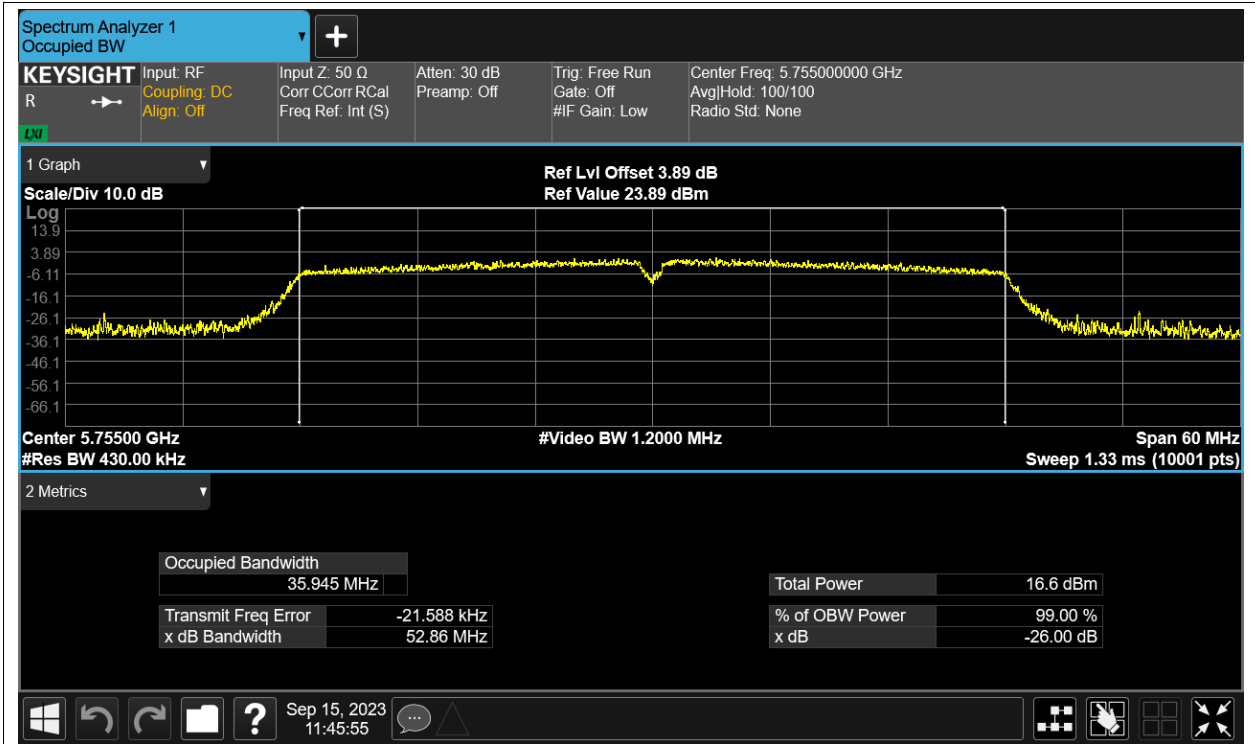 Spectrum Analyzer 1
Occupied BW
KEYSIGHT
R
LXI
Input: RF
Coupling: DC
Align: Off
Input Z: 50 Ω
Corr CCorr RCal
Freq Ref: Int (S)
Atten: 30 dB
Preamp: Off
Trig: Free Run
Gate: Off
#IF Gain: Low
Center Freq: 5.755000000 GHz
Avg|Hold: 100/100
Radio Std: None
1 Graph
Scale/Div 10.0 dB
Ref Lvl Offset 3.89 dB
Ref Value 23.89 dBm
Log
13.9
3.89
-6.11
-16.1
-26.1
-36.1
-46.1
-56.1
-66.1
Center 5.75500 GHz
#Res BW 430.00 kHz
#Video BW 1.2000 MHz
Span 60 MHz
Sweep 1.33 ms (10001 pts)
2 Metrics
Occupied Bandwidth
35.945 MHz
Transmit Freq Error -21.588 kHz
x dB Bandwidth 52.86 MHz
Total Power 16.6 dBm
% of OBW Power 99.00 %
x dB -26.00 dB
Sep 15, 2023
11:45:55